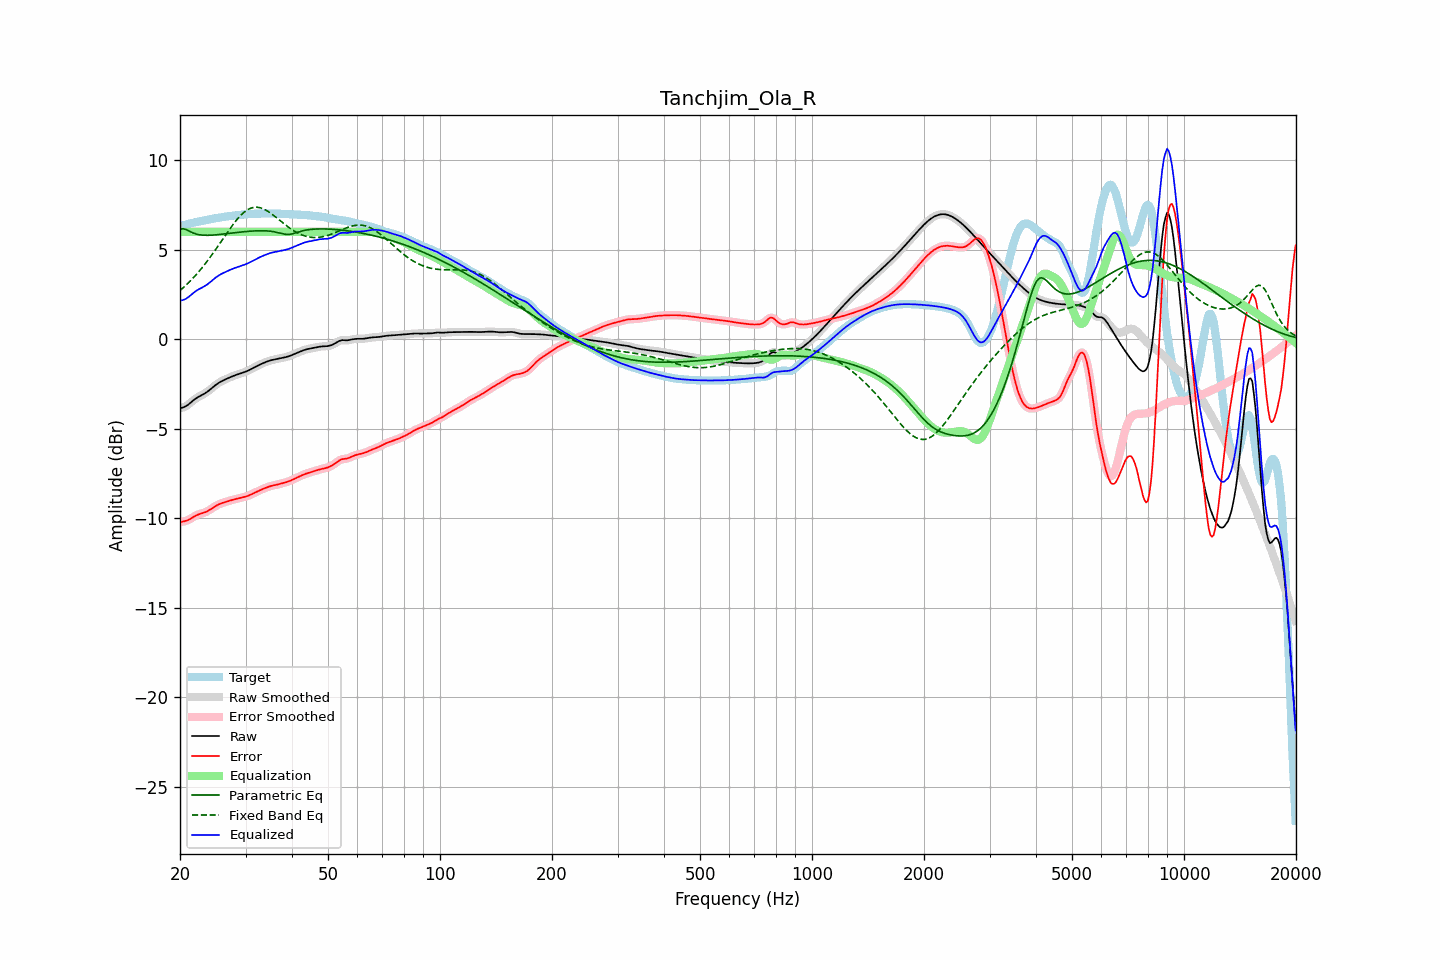 Tanchjim_Ola_R
10
5
0
−5
−10
−15
−20
−25
Amplitude (dBr)
Target
Raw Smoothed
Error Smoothed
Raw
Error
Equalization
Parametric Eq
Fixed Band Eq
Equalized
20 50 100 200 500 1000 2000 5000 10000 20000
Frequency (Hz)